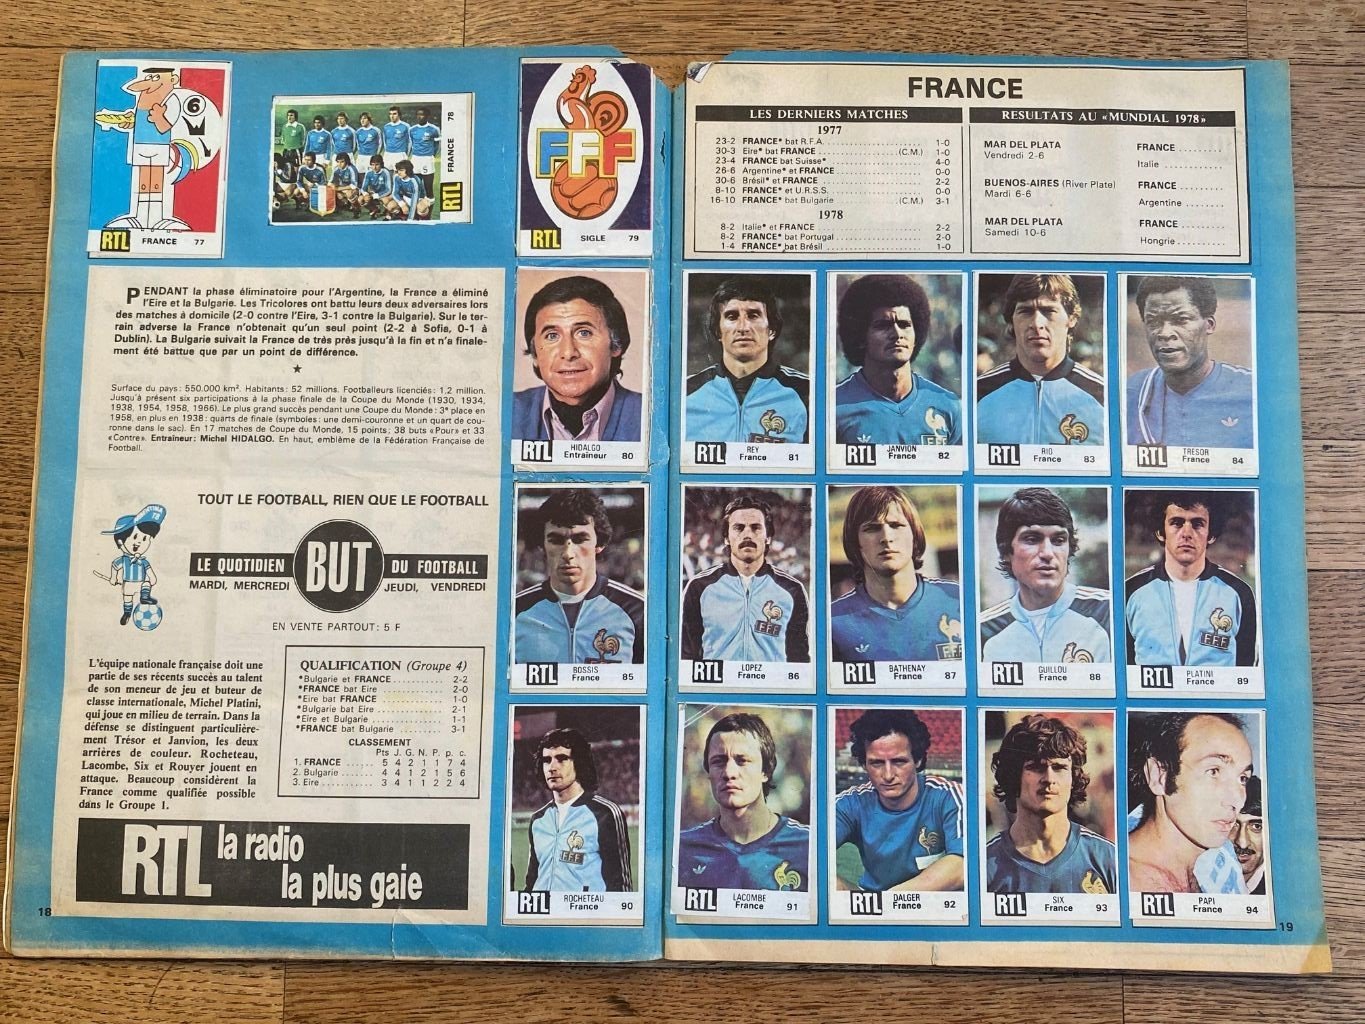 6
RTL FRANCE 77
FRANCE 78
RTL
FFF
RTL SIGLE 79
PENDANT la phase éliminatoire pour l'Argentine, la France a éliminé
l'Eire et la Bulgarie. Les Tricolores ont battu leurs deux adversaires lors
des matches à domicile (2-0 contre l'Eire, 3-1 contre la Bulgarie). Sur le ter-
rain adverse la France n'obtenait qu'un seul point (2-2 à Sofia, 0-1 à
Dublin). La Bulgarie suivait la France de très près jusqu'à la fin et n'a finale-
ment été battue que par un point de différence.
Surface du pays: 550.000 km². Habitants: 52 millions. Footballeurs licenciés: 1,2 million.
Jusqu'à présent six participations à la phase finale de la Coupe du Monde (1930, 1934,
1938, 1954, 1958, 1966). Le plus grand succès pendant une Coupe du Monde: 3e place en
1958, en plus en 1938: quarts de finale (symboles: une demi-couronne et un quart de cou-
ronne dans le sac). En 17 matches de Coupe du Monde, 15 points; 38 buts «Pour» et 33
«Contre». Entraîneur: Michel HIDALGO. En haut, emblème de la Fédération Française de
Football.
TOUT LE FOOTBALL, RIEN QUE LE FOOTBALL
ARGENTINA 78
LE QUOTIDIEN BUT DU FOOTBALL
MARDI, MERCREDI JEUDI, VENDREDI
EN VENTE PARTOUT: 5 F
L'équipe nationale française doit une
partie de ses récents succès au talent
de son meneur de jeu et buteur de
classe internationale, Michel Platini,
qui joue en milieu de terrain. Dans la
défense se distinguent particulière-
ment Trésor et Janvion, les deux
arrières de couleur. Rocheteau,
Lacombe, Six et Rouyer jouent en
attaque. Beaucoup considèrent la
France comme qualifiée possible
dans le Groupe 1.
QUALIFICATION (Groupe 4)
*Bulgarie et FRANCE 2-2
*FRANCE bat Eire 2-0
*Eire bat FRANCE 1-0
*Bulgarie bat Eire 2-1
*Eire et Bulgarie 1-1
*FRANCE bat Bulgarie 3-1
CLASSEMENT
Pts J. G. N. P. p. c.
1. FRANCE 5 4 2 1 1 7 4
2. Bulgarie 4 4 1 2 1 5 6
3. Eire 3 4 1 1 2 2 4
RTL la radio
la plus gaie
18
RTL HIDALGO
Entraineur 80
RTL BOSSIS
France 85
RTL ROCHETEAU
France 90
FRANCE
LES DERNIERS MATCHES
1977
23-2 FRANCE* bat R.F.A. 1-0
30-3 Eire* bat FRANCE (C.M.) 1-0
23-4 FRANCE bat Suisse* 4-0
26-6 Argentine* et FRANCE 0-0
30-6 Brésil* et FRANCE 2-2
8-10 FRANCE* et U.R.S.S. 0-0
16-10 FRANCE* bat Bulgarie (C.M.) 3-1
1978
8-2 Italie* et FRANCE 2-2
8-2 FRANCE* bat Portugal 2-0
1-4 FRANCE* bat Brésil 1-0
RESULTATS AU «MUNDIAL 1978»
MAR DEL PLATA FRANCE
Vendredi 2-6 Italie
BUENOS-AIRES (River Plate) FRANCE
Mardi 6-6 Argentine
MAR DEL PLATA FRANCE
Samedi 10-6 Hongrie
RTL REY
France 81
RTL JANVION
France 82
RTL RIO
France 83
RTL TRESOR
France 84
RTL LOPEZ
France 86
RTL BATHENAY
France 87
RTL GUILLOU
France 88
RTL PLATINI
France 89
RTL LACOMBE
France 91
RTL DALGER
France 92
RTL SIX
France 93
RTL PAPI
France 94
19